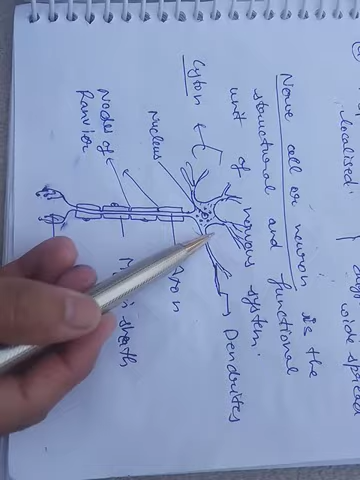 localised.
wide spread
Nerve cell or neuron is the
structural and functional
unit of nervous system.
Cyton
Nucleus
Nodes of
Ranvier
Dendrites
Axon
sheath